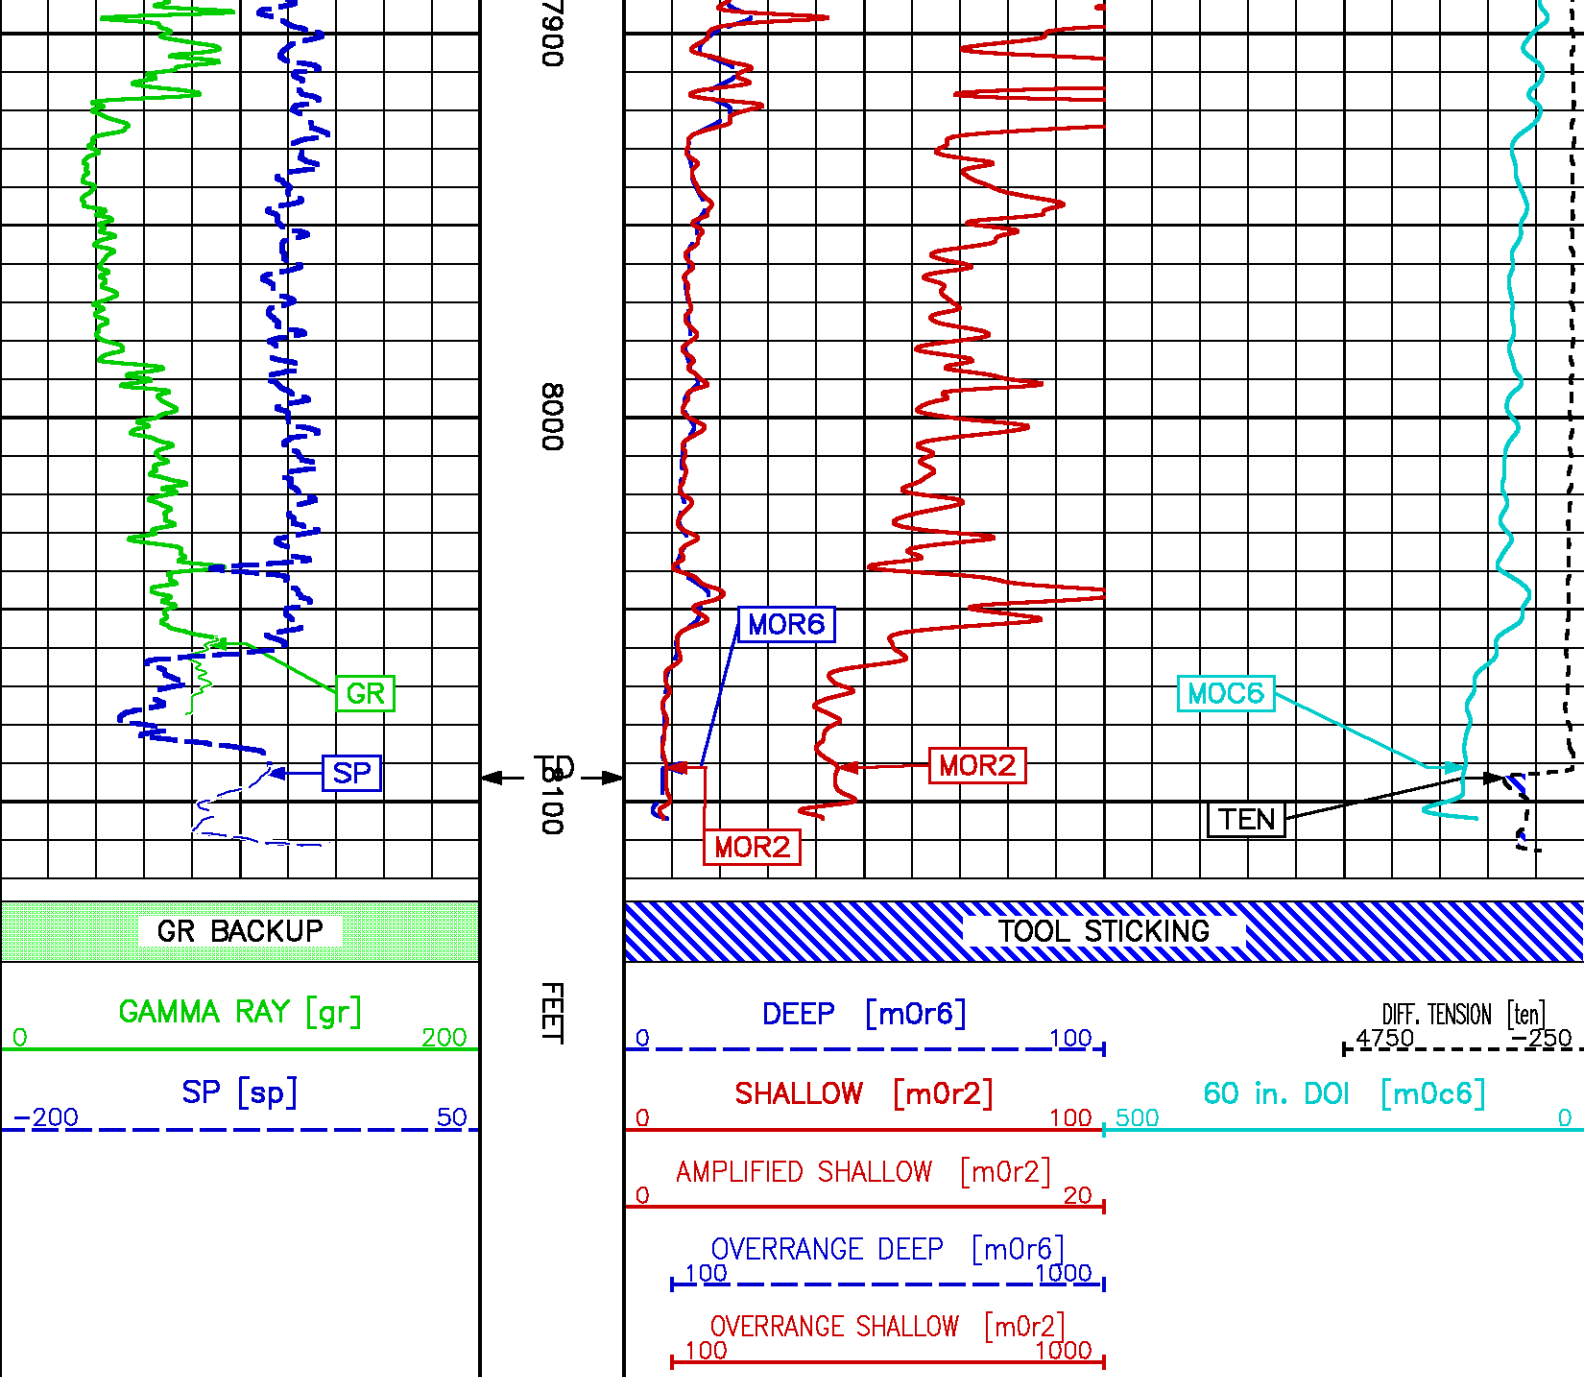 7900
8000
MOR6
GR
MOC6
SP
MOR2
TD
8100
TEN
MOR2
GR BACKUP
TOOL STICKING
FEET
GAMMA RAY [gr]
0 200
SP [sp]
-200 50
DEEP [m0r6]
0 100
DIFF. TENSION [ten]
4750 -250
SHALLOW [m0r2]
0 100
60 in. DOI [m0c6]
500 0
AMPLIFIED SHALLOW [m0r2]
0 20
OVERRANGE DEEP [m0r6]
100 1000
OVERRANGE SHALLOW [m0r2]
100 1000